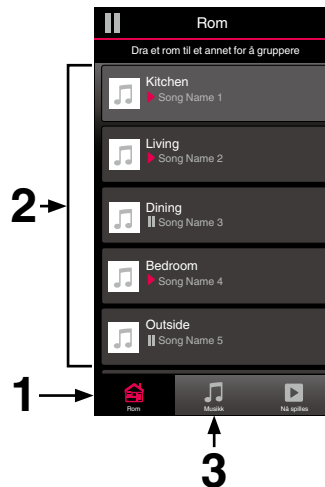 Rom
Dra et rom til et annet for å gruppere
Kitchen
Song Name 1
Living
Song Name 2
2
Dining
Song Name 3
Bedroom
Song Name 4
Outside
Song Name 5
1
Rom
Musikk
Nå spilles
3